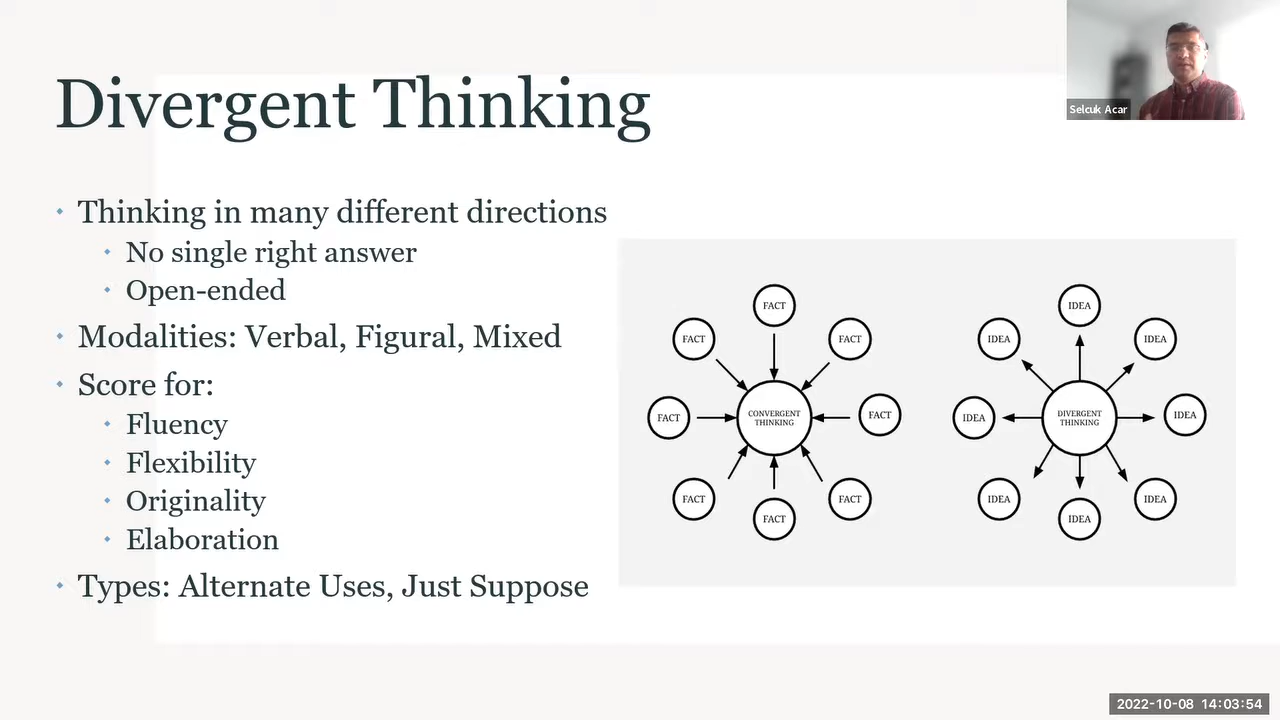 Divergent Thinking
Selcuk Acar
Thinking in many different directions
No single right answer
Open-ended
Modalities: Verbal, Figural, Mixed
Score for:
Fluency
Flexibility
Originality
Elaboration
Types: Alternate Uses, Just Suppose
FACT
FACT
FACT
FACT
CONVERGENT
THINKING
FACT
FACT
FACT
FACT
IDEA
IDEA
IDEA
IDEA
DIVERGENT
THINKING
IDEA
IDEA
IDEA
IDEA
2022-10-08 14:03:54